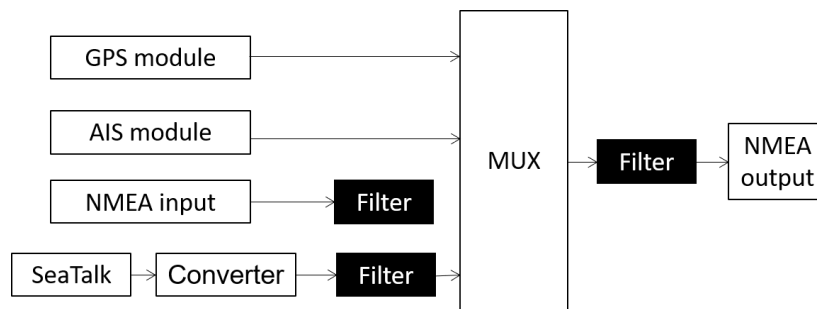 GPS module
AIS module
NMEA input
Filter
SeaTalk
Converter
Filter
MUX
Filter
NMEA
output